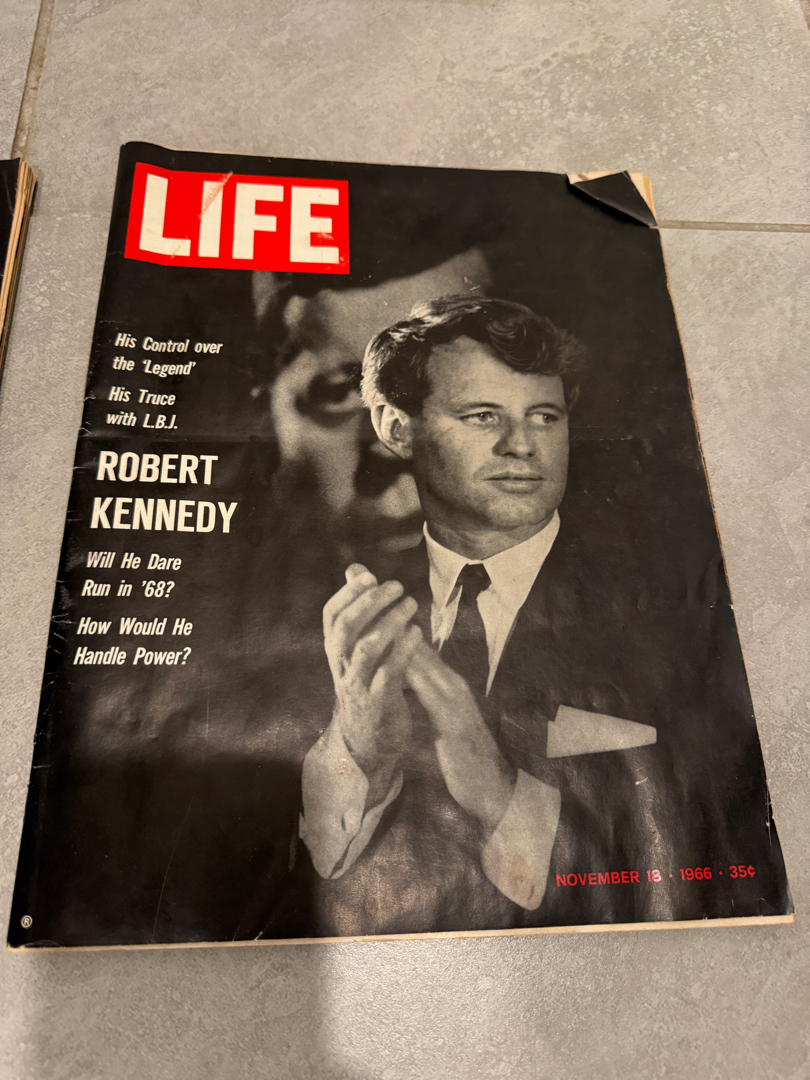 LIFE
His Control over
the 'Legend'
His Truce
with L.B.J.
ROBERT
KENNEDY
Will He Dare
Run in '68?
How Would He
Handle Power?
NOVEMBER 18 · 1966 · 35¢
®